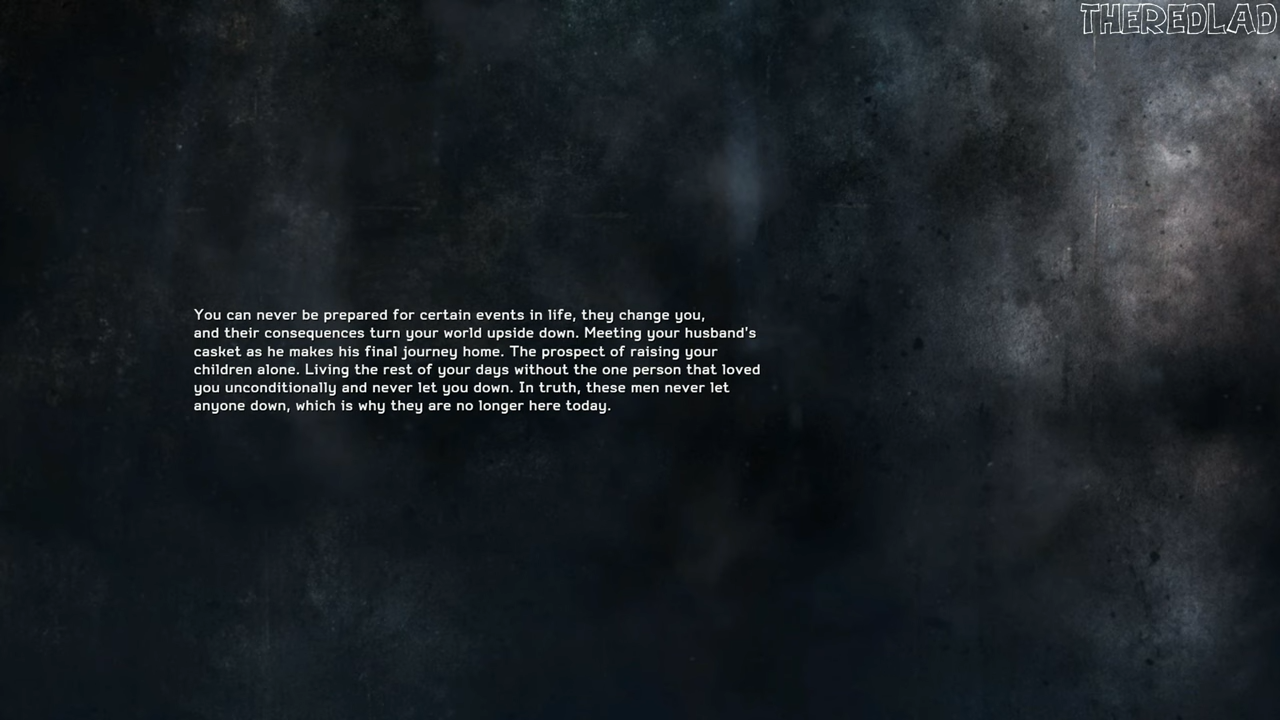 THEREDLAD
You can never be prepared for certain events in life, they change you,
and their consequences turn your world upside down. Meeting your husband's
casket as he makes his final journey home. The prospect of raising your
children alone. Living the rest of your days without the one person that loved
you unconditionally and never let you down. In truth, these men never let
anyone down, which is why they are no longer here today.